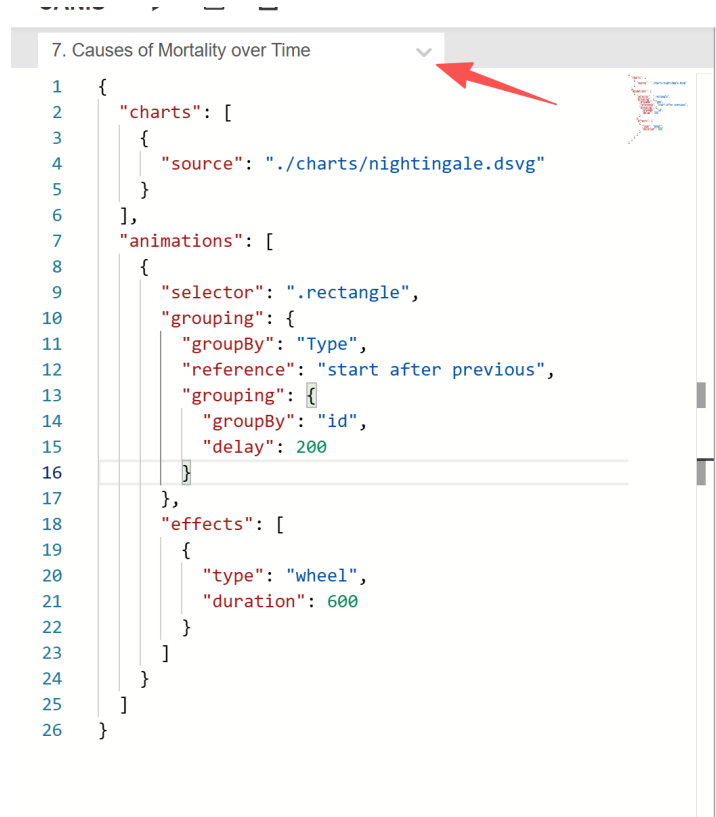 7. Causes of Mortality over Time
1 {
2 "charts": [
3 {
4 "source": "./charts/nightingale.dsvg"
5 }
6 ],
7 "animations": [
8 {
9 "selector": ".rectangle",
10 "grouping": {
11 "groupBy": "Type",
12 "reference": "start after previous",
13 "grouping": {
14 "groupBy": "id",
15 "delay": 200
16 }
17 },
18 "effects": [
19 {
20 "type": "wheel",
21 "duration": 600
22 }
23 ]
24 }
25 ]
26 }